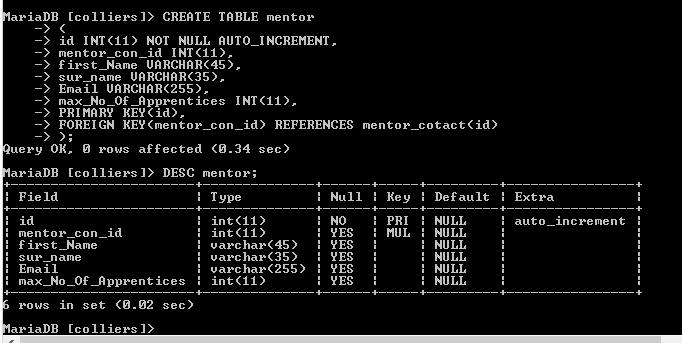 MariaDB [colliers]> CREATE TABLE mentor
    -> (
    -> id INT(11) NOT NULL AUTO_INCREMENT,
    -> mentor_con_id INT(11),
    -> first_Name VARCHAR(45),
    -> sur_name VARCHAR(35),
    -> Email VARCHAR(255),
    -> max_No_Of_Apprentices INT(11),
    -> PRIMARY KEY(id),
    -> FOREIGN KEY(mentor_con_id) REFERENCES mentor_cotact(id)
    -> );
Query OK, 0 rows affected (0.34 sec)
MariaDB [colliers]> DESC mentor;
+-----------------------+--------------+------+-----+---------+----------------+
| Field                 | Type         | Null | Key | Default | Extra          |
+-----------------------+--------------+------+-----+---------+----------------+
| id                    | int(11)      | NO   | PRI | NULL    | auto_increment |
| mentor_con_id         | int(11)      | YES  | MUL | NULL    |                |
| first_Name            | varchar(45)  | YES  |     | NULL    |                |
| sur_name              | varchar(35)  | YES  |     | NULL    |                |
| Email                 | varchar(255) | YES  |     | NULL    |                |
| max_No_Of_Apprentices | int(11)      | YES  |     | NULL    |                |
+-----------------------+--------------+------+-----+---------+----------------+
6 rows in set (0.02 sec)
MariaDB [colliers]>